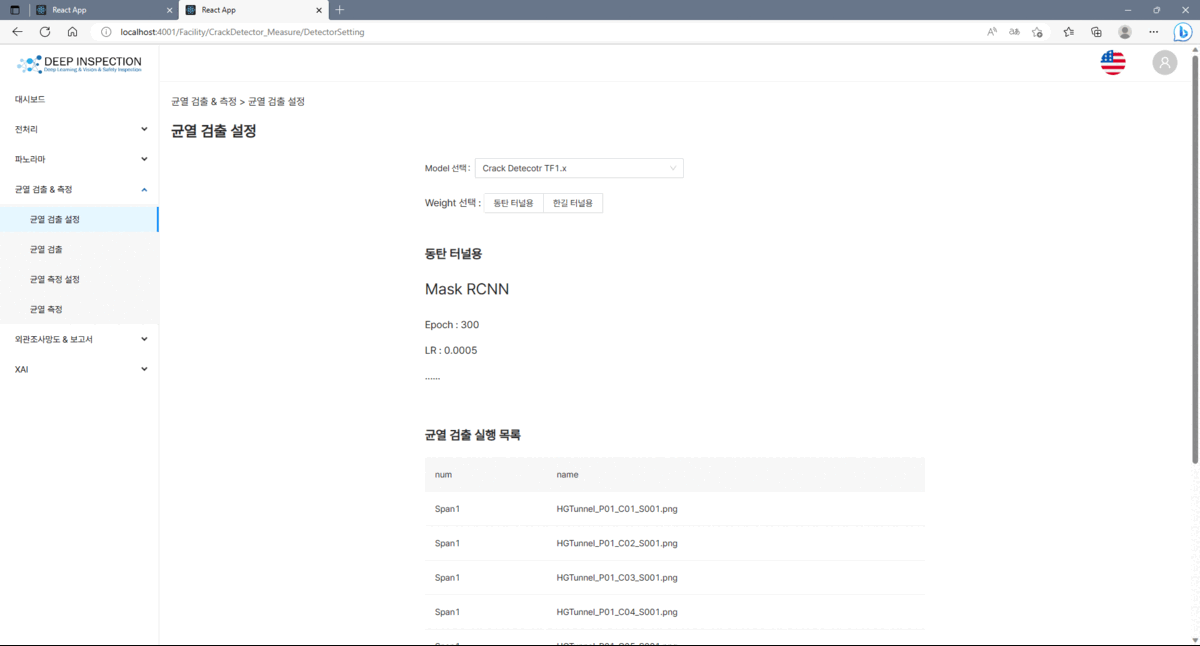 React App
React App
localhost:4001/Facility/CrackDetector_Measure/DetectorSetting
DEEP INSPECTION
Deep Learning & Vision & Safety Inspection
대시보드
전처리
파노라마
균열 검출 & 측정
균열 검출 설정
균열 검출
균열 측정 설정
균열 측정
외관조사망도 & 보고서
XAI
균열 검출 & 측정 > 균열 검출 설정
균열 검출 설정
Model 선택 : Crack Detecotr TF1.x
Weight 선택 : 동탄 터널용 한길 터널용
동탄 터널용
Mask RCNN
Epoch : 300
LR : 0.0005
......
균열 검출 실행 목록
num name
Span1 HGTunnel_P01_C01_S001.png
Span1 HGTunnel_P01_C02_S001.png
Span1 HGTunnel_P01_C03_S001.png
Span1 HGTunnel_P01_C04_S001.png